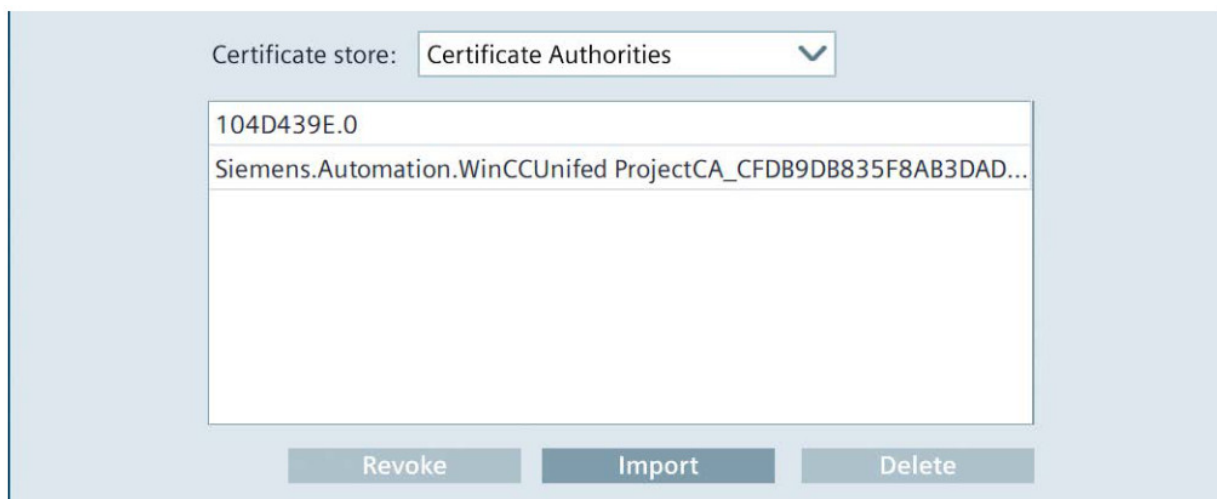 Certificate store: Certificate Authorities
104D439E.0
Siemens.Automation.WinCCUnifed ProjectCA_CFDB9DB835F8AB3DAD...
Revoke Import Delete